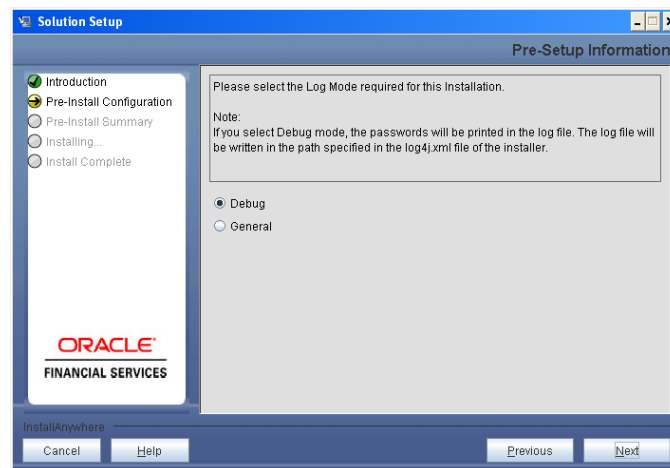 Solution Setup
Pre-Setup Information
Introduction
Pre-Install Configuration
Pre-Install Summary
Installing...
Install Complete
Please select the Log Mode required for this Installation.
Note:
If you select Debug mode, the passwords will be printed in the log file. The log file will
be written in the path specified in the log4j.xml file of the installer.
Debug
General
ORACLE
FINANCIAL SERVICES
InstallAnywhere
Cancel
Help
Previous
Next